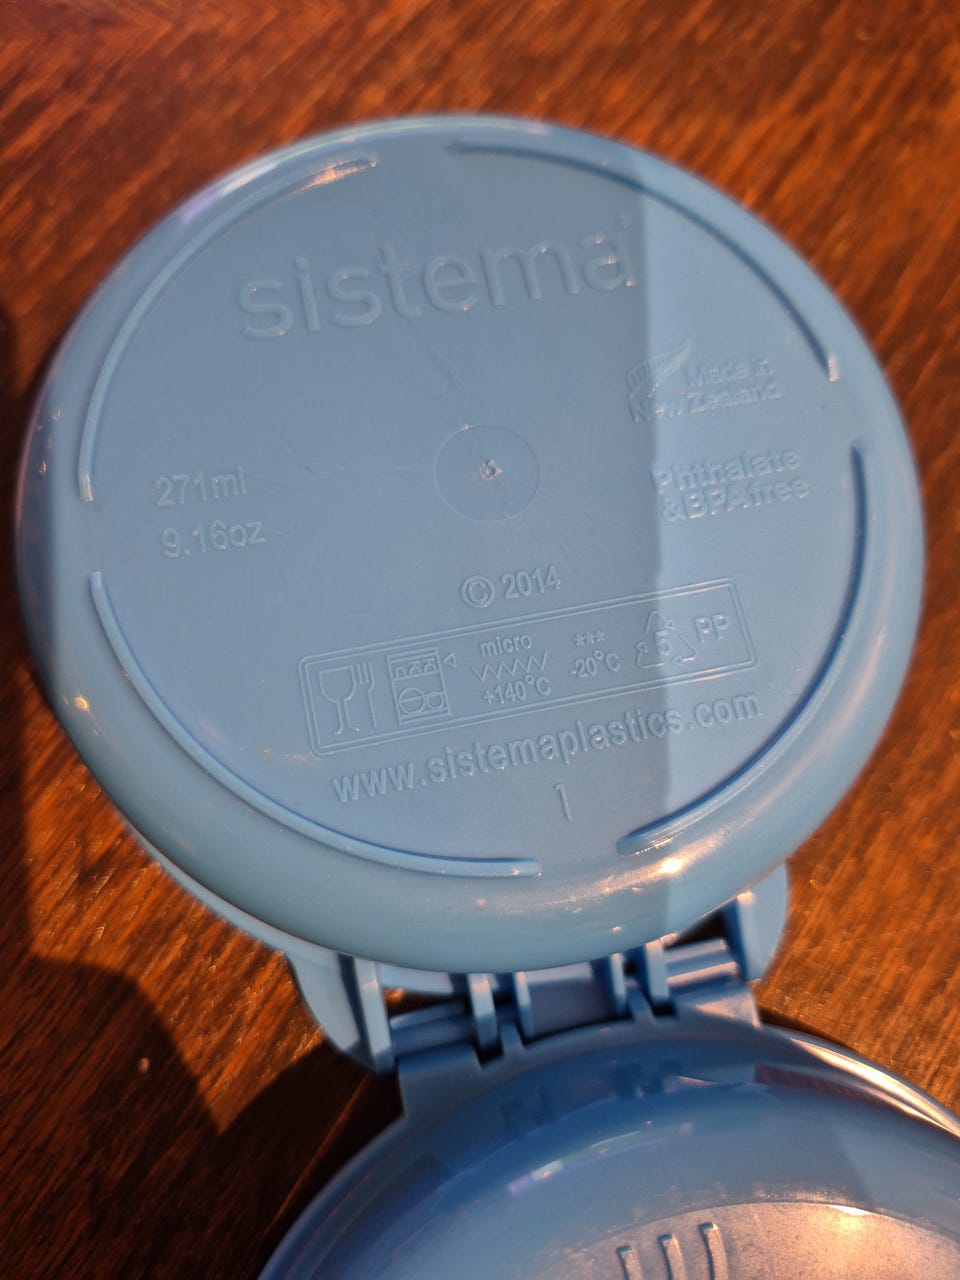 sistema
Made in
New Zealand
271ml
9.16oz
Phthalate
&BPA free
© 2014
micro
+140°C
***
-20°C
5
PP
www.sistemaplastics.com
1